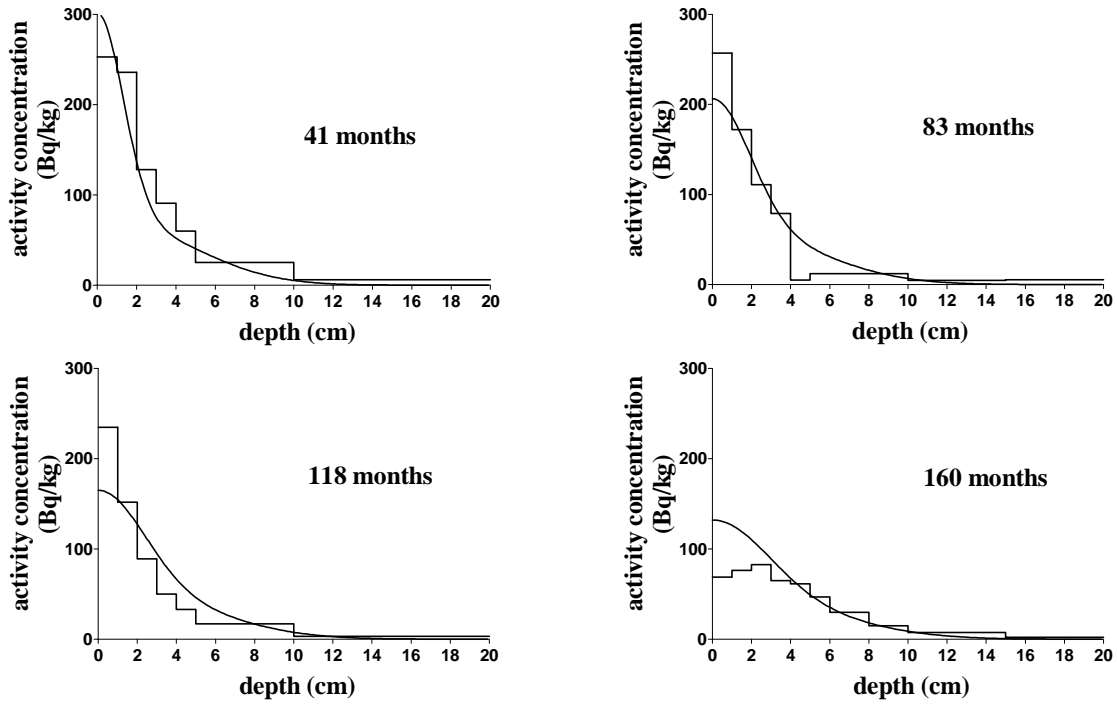 300
200
100
0
activity concentration
(Bq/kg)
41 months
0 2 4 6 8 10 12 14 16 18 20
depth (cm)
300
200
100
0
activity concentration
(Bq/kg)
83 months
0 2 4 6 8 10 12 14 16 18 20
depth (cm)
300
200
100
0
activity concentration
(Bq/kg)
118 months
0 2 4 6 8 10 12 14 16 18 20
depth (cm)
300
200
100
0
activity concentration
(Bq/kg)
160 months
0 2 4 6 8 10 12 14 16 18 20
depth (cm)